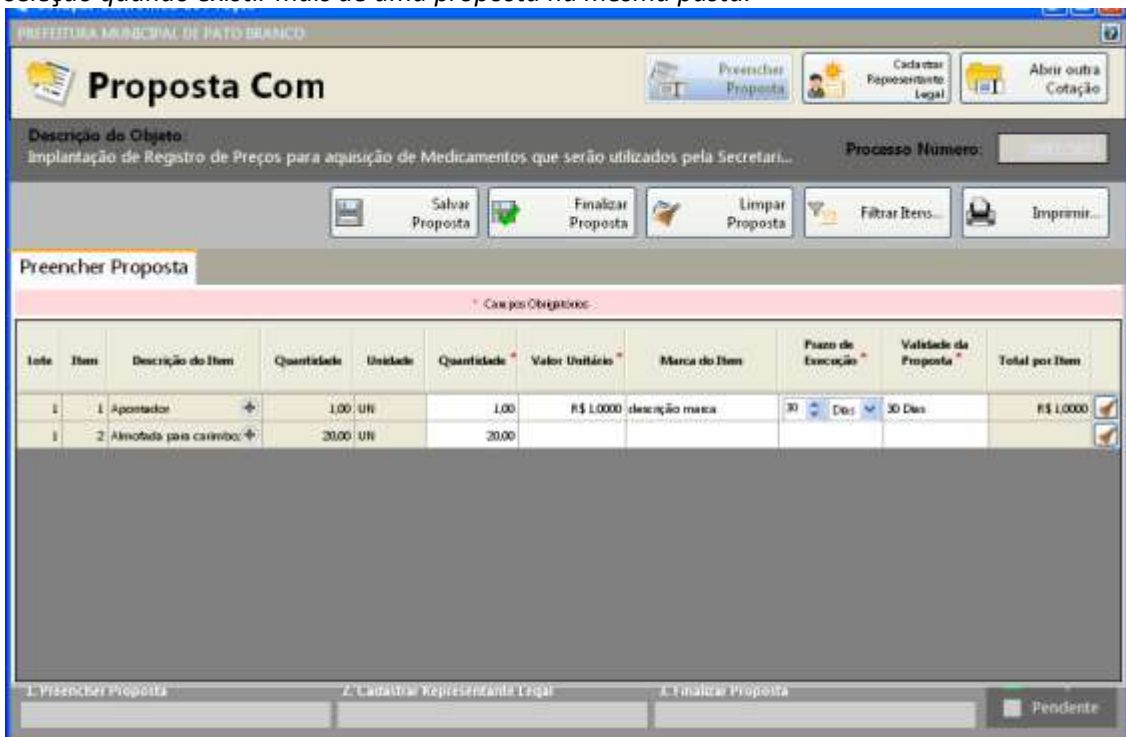 seleção quando existir mais de uma proposta na mesma pasta.
PREFEITURA MUNICIPAL DE PATO BRANCO
Proposta Com
Preencher Proposta
Cadastrar Representante Legal
Abrir outra Cotação
Descrição do Objeto:
Implantação de Registro de Preços para aquisição de Medicamentos que serão utilizados pela Secretari...
Processo Número:
Salvar Proposta
Finalizar Proposta
Limpar Proposta
Filtrar Itens...
Imprimir...
Preencher Proposta
* Campos Obrigatórios
Lote Item Descrição do Item Quantidade Unidade Quantidade * Valor Unitário * Marca do Item Prazo de Execução * Validade da Proposta * Total por Item
1 1 Apontador 1,00 UN 1,00 R$ 1,0000 descrição marca 30 Dias 30 Dias R$ 1,0000
1 2 Almofada para carimbo: 20,00 UN 20,00
1. Preencher Proposta
2. Cadastrar Representante Legal
3. Finalizar Proposta
Pendente